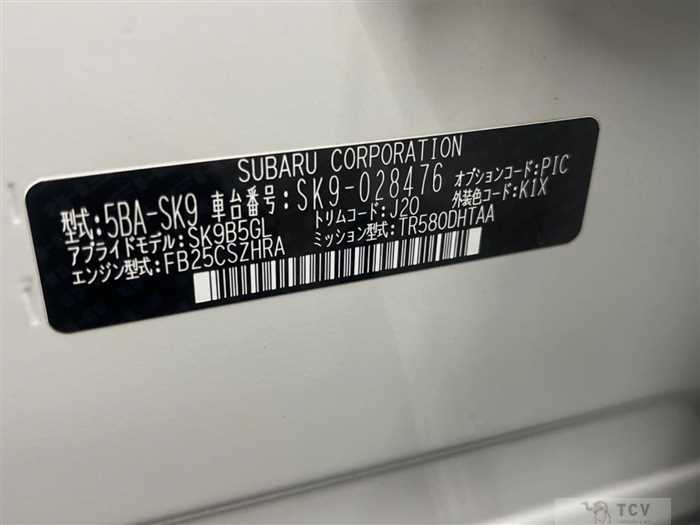 SUBARU CORPORATION
型式:5BA-SK9 車台番号:SK9-028476 オプションコード:PIC
アプライドモデル:SK9B5GL トリムコード:J20 外装色コード:K1X
エンジン型式:FB25CSZHRA ミッション型式:TR580DHTAA
TCV